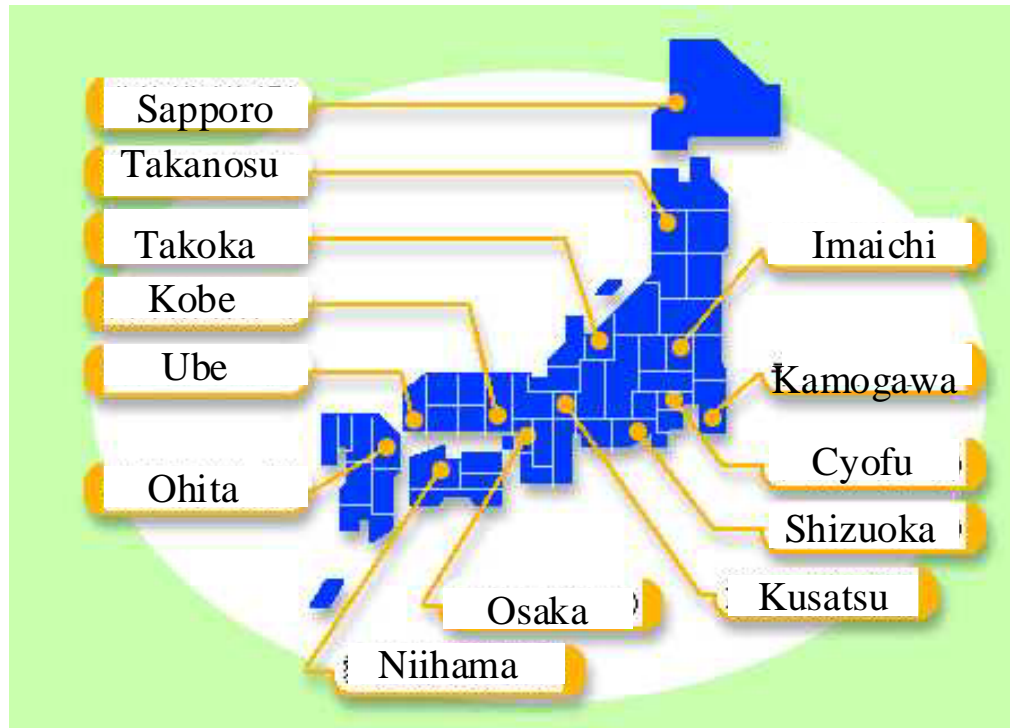 Sapporo
Takanosu
Takoka
Kobe
Ube
Ohita
Imaichi
Kamogawa
Cyofu
Shizuoka
Kusatsu
Osaka
Niihama